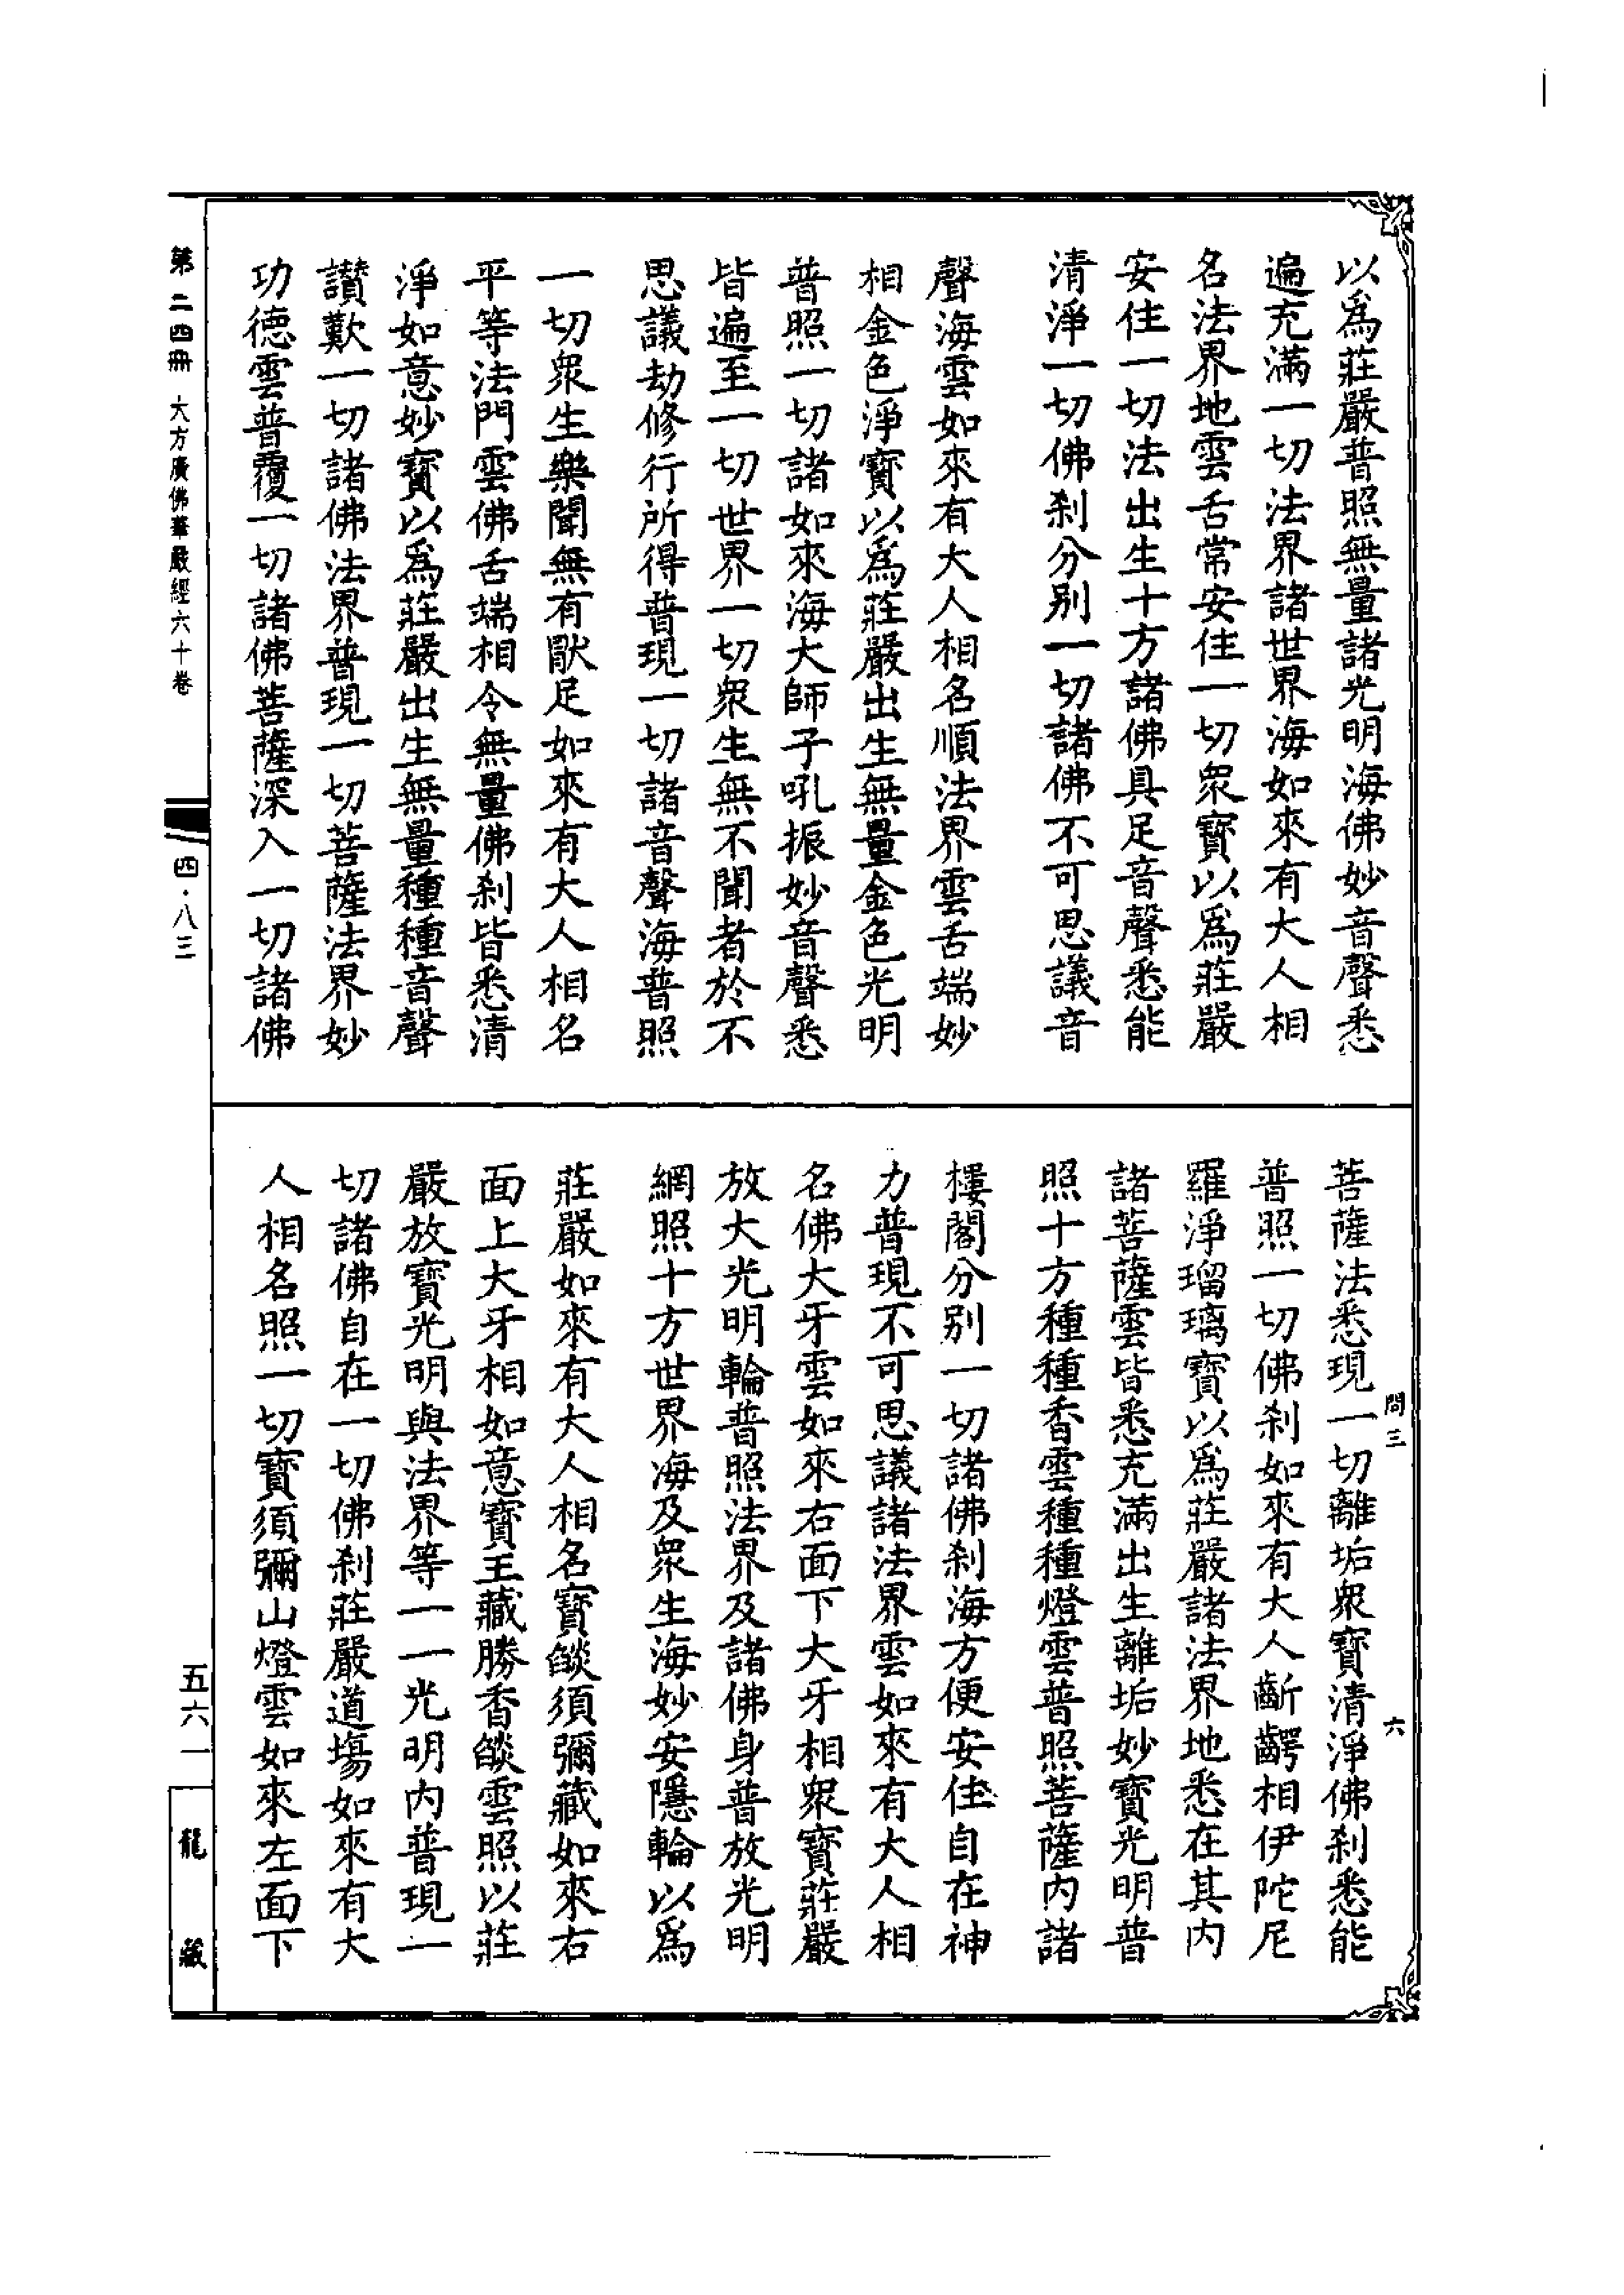 以爲莊嚴普照無量諸光明海佛妙音聲悉
遍充滿一切法界諸世界海如來有大人相
名法界地雲舌常安住一切眾寶以爲莊嚴
安住一切法出生十方諸佛具足音聲悉能
清淨一切佛剎分别一切諸佛不可思議音
聲海雲如來有大人相名順法界雲舌端妙
相金色淨寶以爲莊嚴出生無量金色光明
普照一切諸如來海大師子吼振妙音聲悉
皆遍至一切世界一切眾生無不聞者於不
思議劫修行所得普現一切諸音聲海普照
一切眾生樂聞無有猒足如來有大人相名
平等法門雲佛舌端相令無量佛剎皆悉清
淨如意妙寶以爲莊嚴出生無量種種音聲
讚歎一切諸佛法界普現一切菩薩法界妙
功德雲普覆一切諸佛菩薩深入一切諸佛
菩薩法悉現一切離垢眾寶清淨佛剎悉能
普照一切佛剎如來有大人齗齶相伊陀尼
羅淨瑠璃寶以爲莊嚴諸法界地悉在其内
諸菩薩雲皆悉充滿出生離垢妙寶光明普
照十方種種香雲種種燈雲普照菩薩内諸
樓閣分别一切諸佛剎海方便安住自在神
力普現不可思議諸法界雲如來有大人相
名佛大牙雲如來右面下大牙相眾寶莊嚴
放大光明輪普照法界及諸佛身普放光明
網照十方世界海及眾生海妙安隱輪以爲
莊嚴如來有大人相名寶燄須彌藏如來右
面上大牙相如意寶王藏勝香燄雲照以莊
嚴放寶光明與法界等一一光明内普現一
切諸佛自在一切佛剎莊嚴道場如來有大
人相名照一切寶須彌山燈雲如來左面下
問三
六
第二四冊 大方廣佛華嚴經六十卷
四·八三
五六一
龍藏